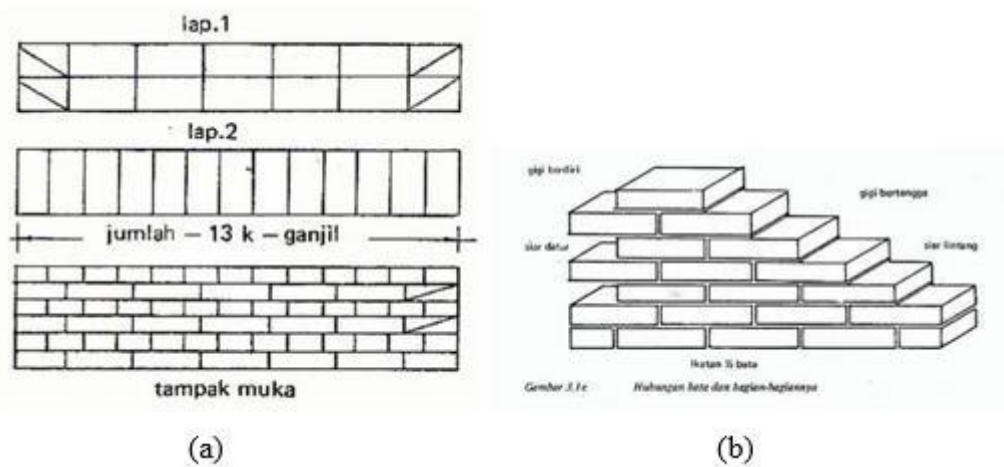 lap.1
lap.2
jumlah – 13 k – ganjil
tampak muka
(a)
gigi berdiri
gigi bertangga
siar datar
siar lintang
Ikatan ½ bata
Gambar 3.1c Hubungan bata dan bagian-bagiannya
(b)